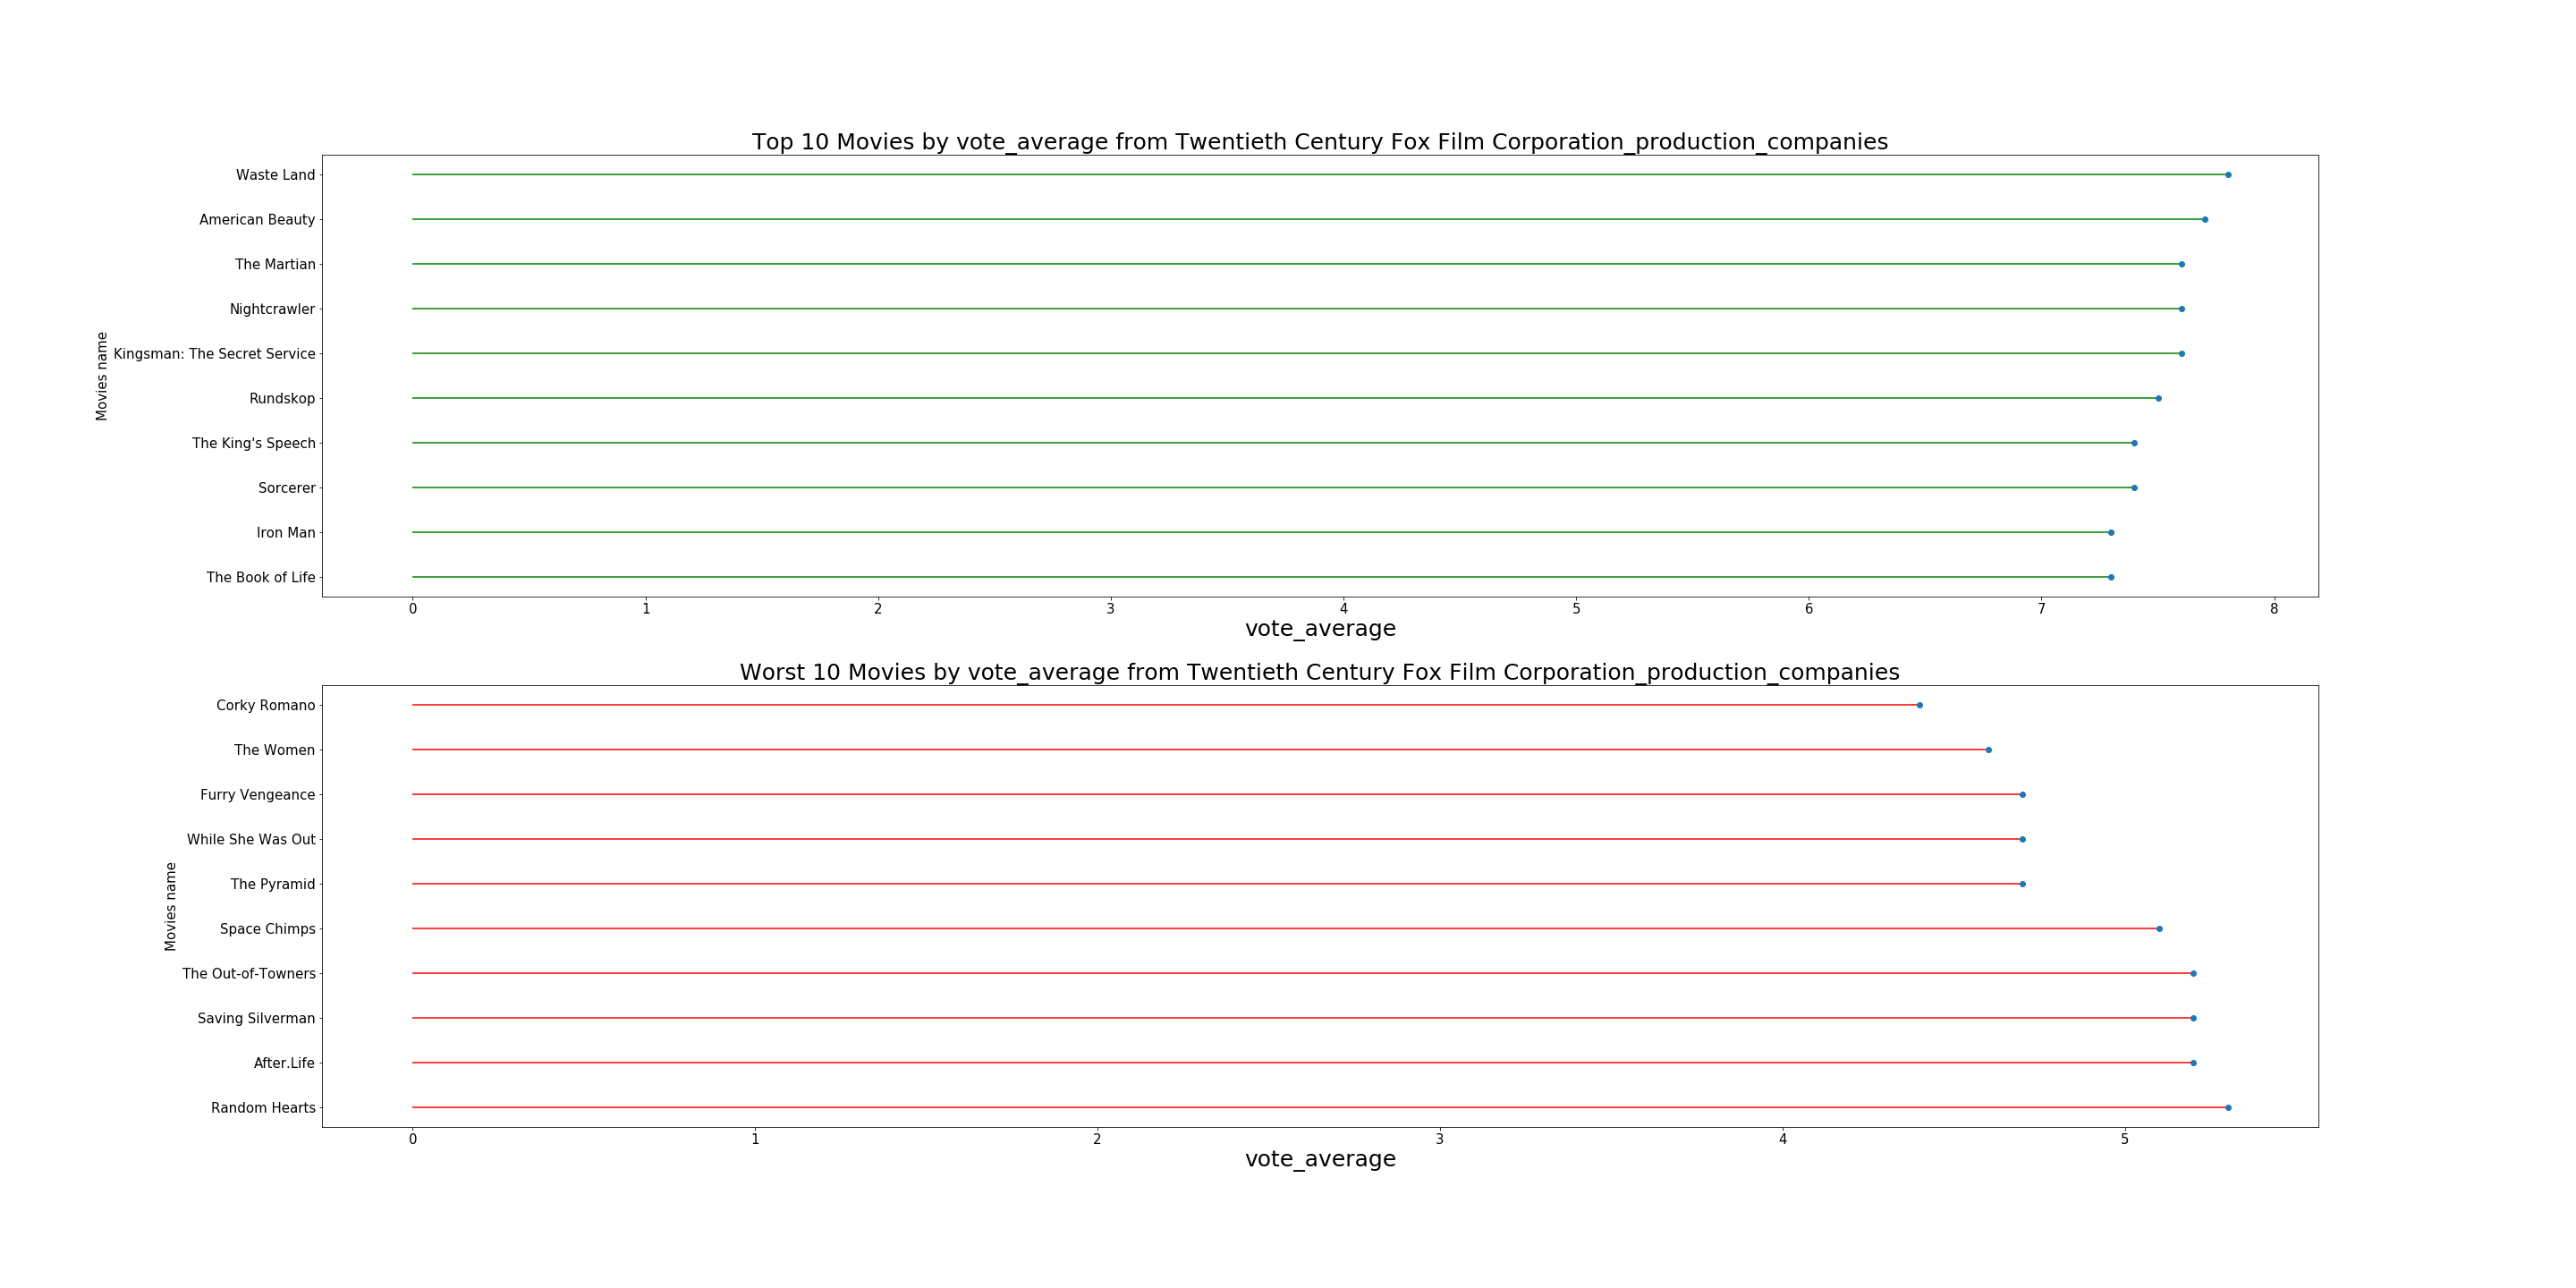 Top 10 Movies by vote_average from Twentieth Century Fox Film Corporation_production_companies
Movies name
Waste Land
American Beauty
The Martian
Nightcrawler
Kingsman: The Secret Service
Rundskop
The King's Speech
Sorcerer
Iron Man
The Book of Life
0 1 2 3 4 5 6 7 8
vote_average
Worst 10 Movies by vote_average from Twentieth Century Fox Film Corporation_production_companies
Movies name
Corky Romano
The Women
Furry Vengeance
While She Was Out
The Pyramid
Space Chimps
The Out-of-Towners
Saving Silverman
After.Life
Random Hearts
0 1 2 3 4 5
vote_average